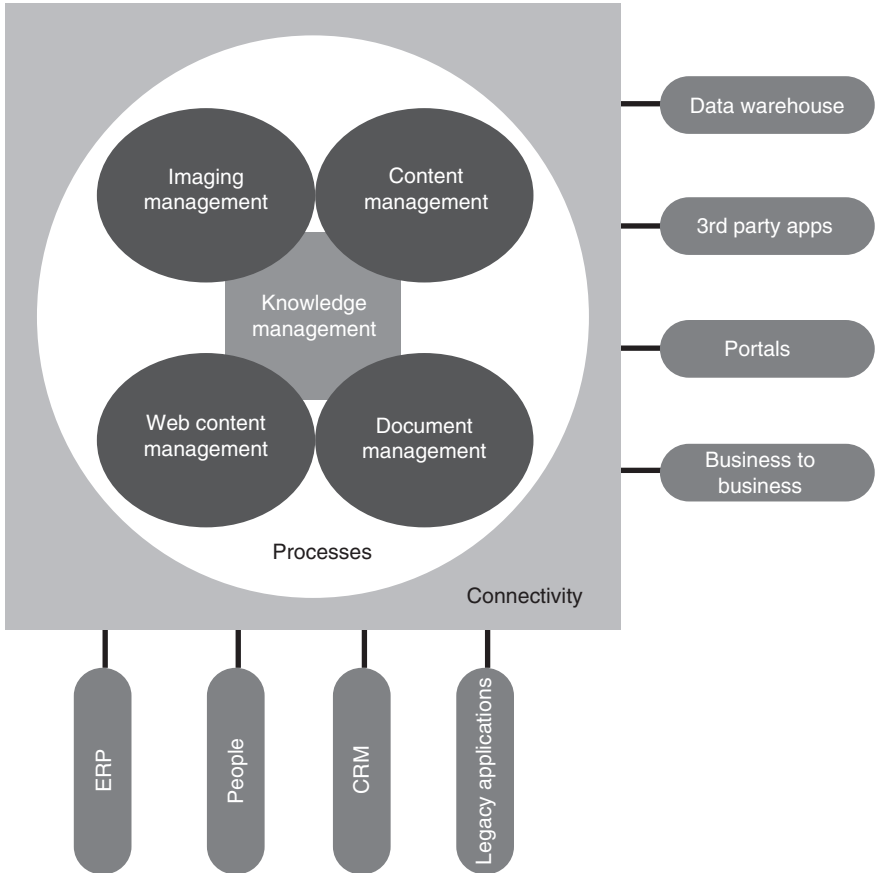 Imaging
management
Content
management
Knowledge
management
Web content
management
Document
management
Processes
Connectivity
Data warehouse
3rd party apps
Portals
Business to
business
ERP
People
CRM
Legacy applications